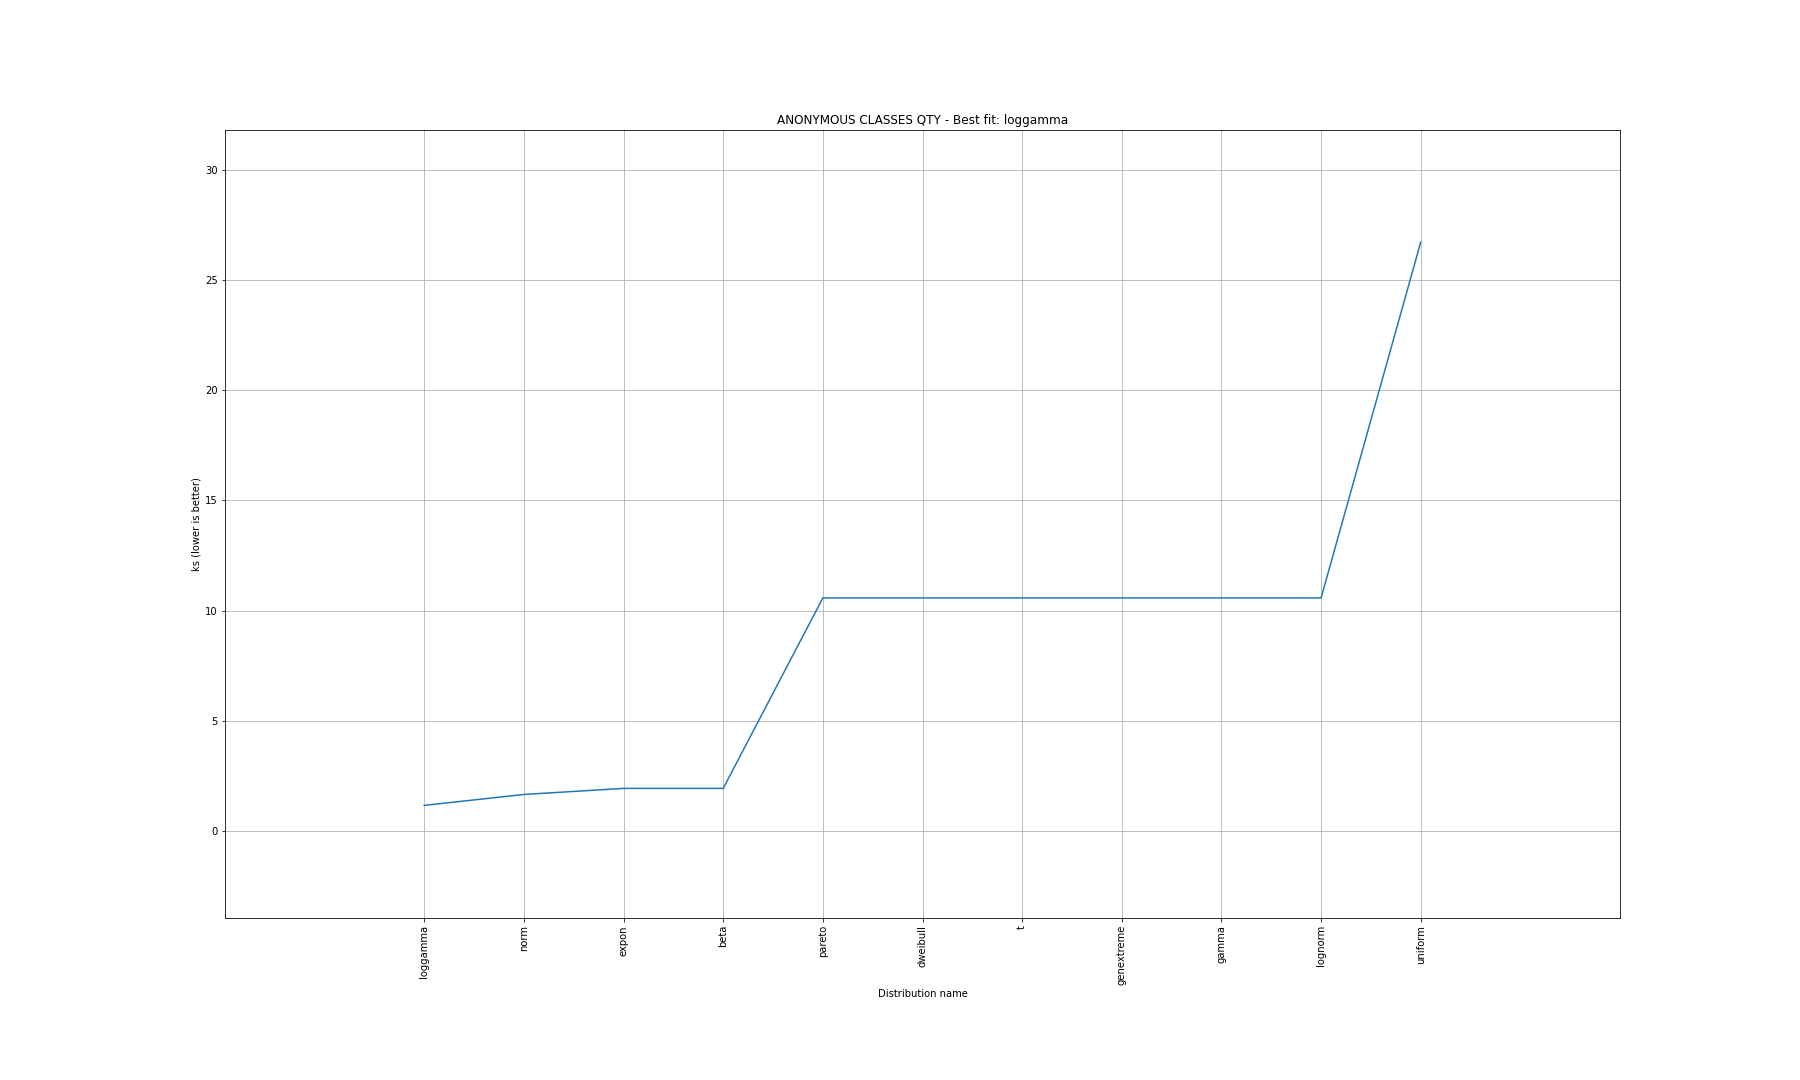 ANONYMOUS CLASSES QTY - Best fit: loggamma
30
25
20
15
10
5
0
ks (lower is better)
loggamma
norm
expon
beta
pareto
dweibull
t
genextreme
gamma
lognorm
uniform
Distribution name